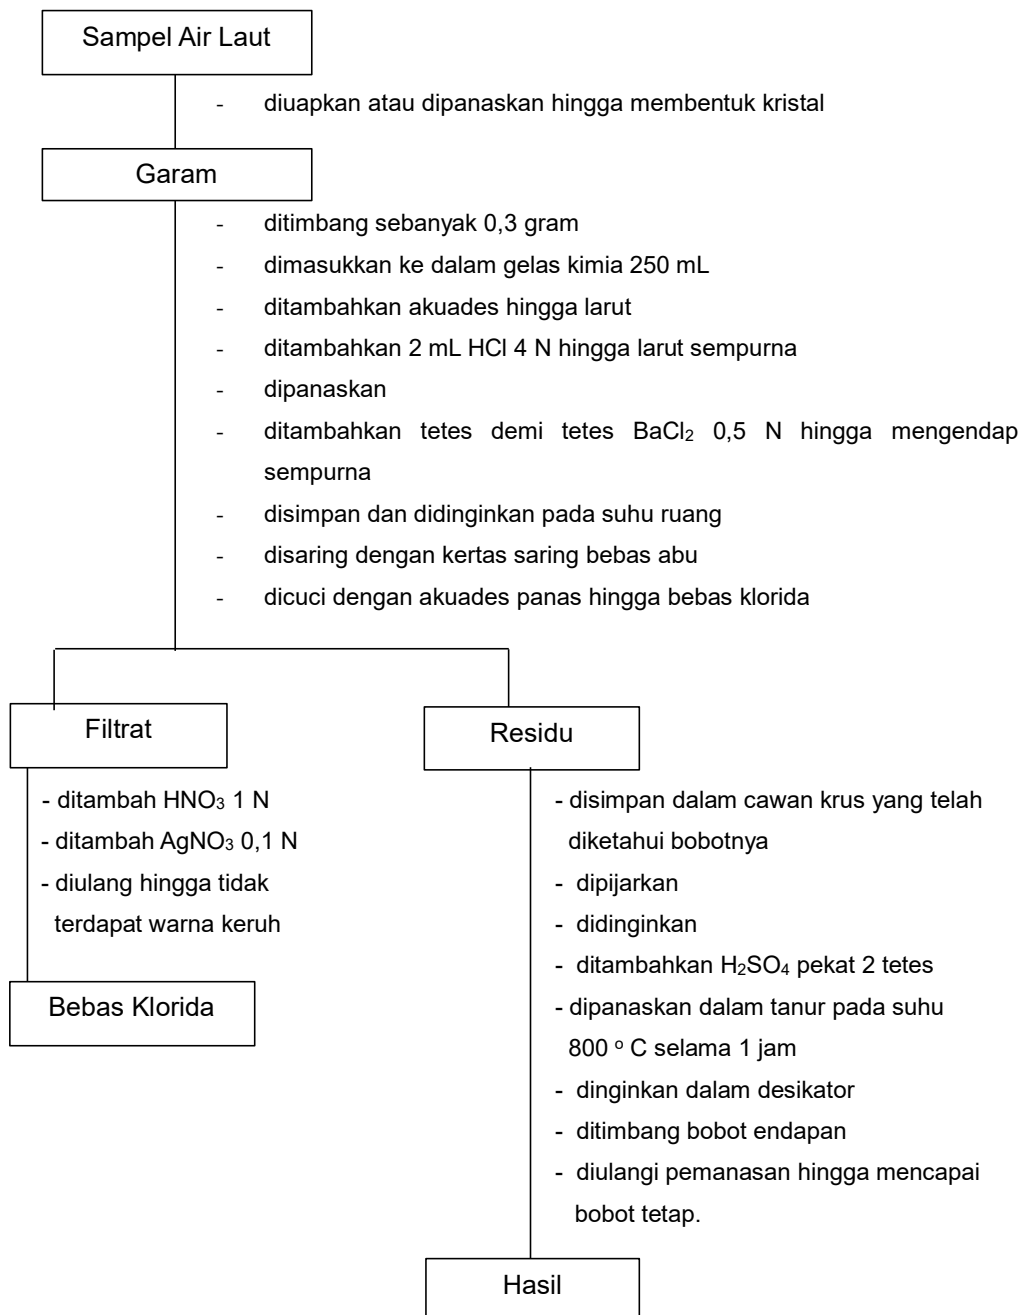 Sampel Air Laut
- diuapkan atau dipanaskan hingga membentuk kristal
Garam
- ditimbang sebanyak 0,3 gram
- dimasukkan ke dalam gelas kimia 250 mL
- ditambahkan akuades hingga larut
- ditambahkan 2 mL HCl 4 N hingga larut sempurna
- dipanaskan
- ditambahkan tetes demi tetes BaCl₂ 0,5 N hingga mengendap
sempurna
- disimpan dan didinginkan pada suhu ruang
- disaring dengan kertas saring bebas abu
- dicuci dengan akuades panas hingga bebas klorida
Filtrat
- ditambah HNO₃ 1 N
- ditambah AgNO₃ 0,1 N
- diulang hingga tidak
terdapat warna keruh
Bebas Klorida
Residu
- disimpan dalam cawan krus yang telah
diketahui bobotnya
- dipijarkan
- didinginkan
- ditambahkan H₂SO₄ pekat 2 tetes
- dipanaskan dalam tanur pada suhu
800 ° C selama 1 jam
- dinginkan dalam desikator
- ditimbang bobot endapan
- diulangi pemanasan hingga mencapai
bobot tetap.
Hasil